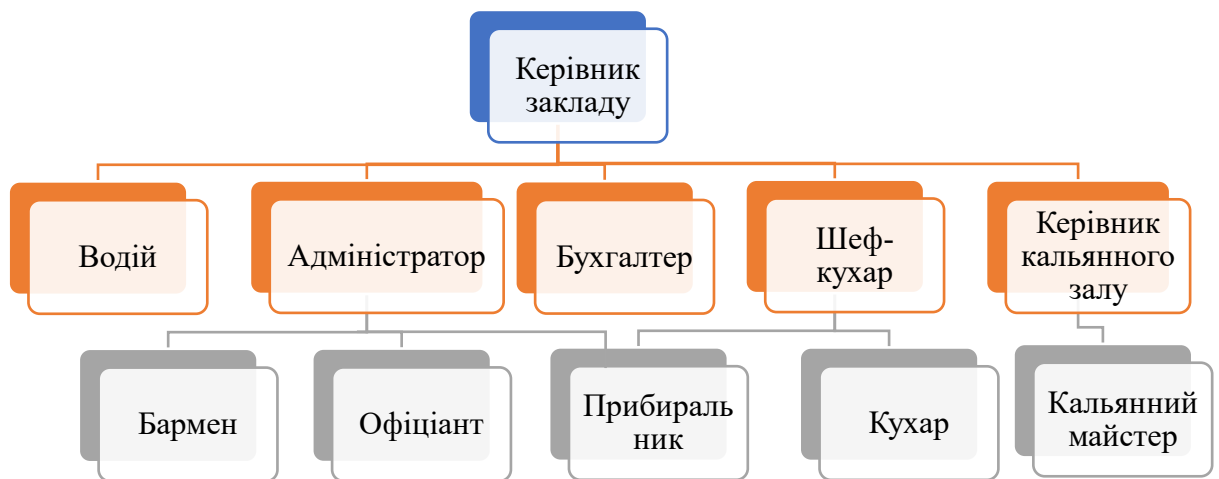 Керівник
закладу
Водій
Адміністратор
Бухгалтер
Шеф-
кухар
Керівник
кальянного
залу
Бармен
Офіціант
Прибираль
ник
Кухар
Кальянний
майстер